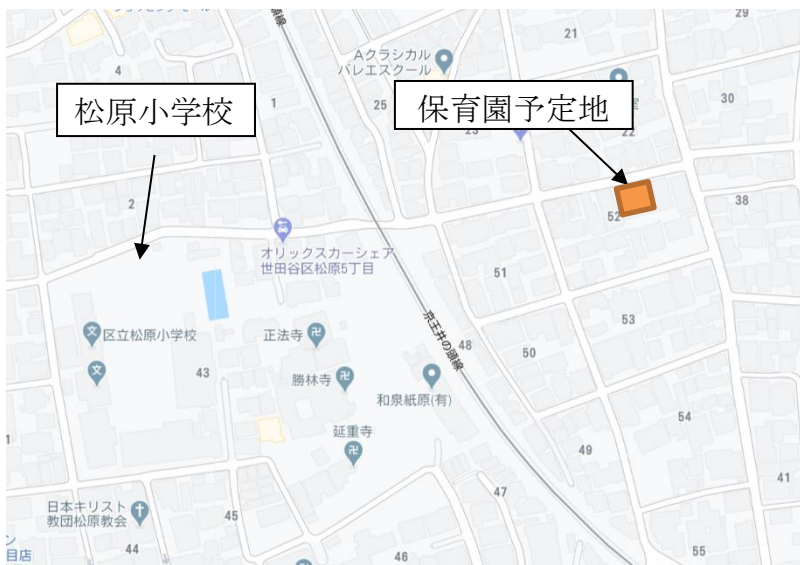 29
21
Aクラシカル
バレエスクール
4
1
25
30
松原小学校
保育園予定地
22
2
38
52
オリックスカーシェア
世田谷区松原5丁目
51
53
京王井の頭線
48
区立松原小学校
正法寺
50
43
勝林寺
和泉紙原(有)
54
延重寺
49
41
47
日本キリスト
教団松原教会
45
44
目店
46
55